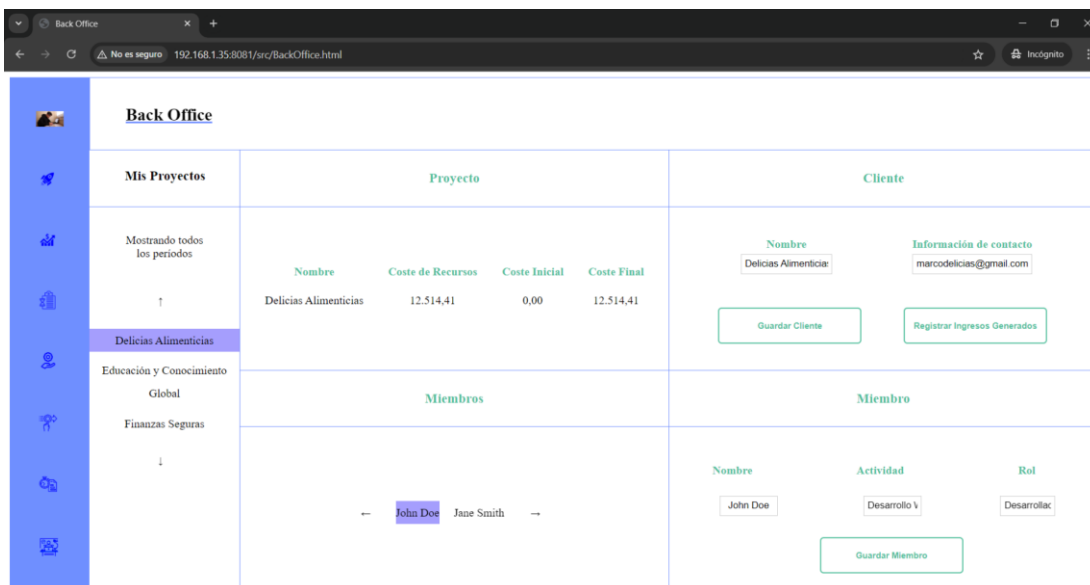 Back Office
No es seguro
192.168.1.35:8081/src/BackOffice.html
Incógnito
Back Office
Mis Proyectos
Proyecto
Cliente
Mostrando todos
los periodos
↑
Delicias Alimenticias
Educación y Conocimiento
Global
Finanzas Seguras
↓
Nombre Coste de Recursos Coste Inicial Coste Final
Delicias Alimenticias 12.514,41 0,00 12.514,41
Nombre Información de contacto
Delicias Alimenticias marcodelicias@gmail.com
Guardar Cliente Registrar Ingresos Generados
Miembros
Miembro
← John Doe Jane Smith →
Nombre Actividad Rol
John Doe Desarrollo Desarrollad
Guardar Miembro